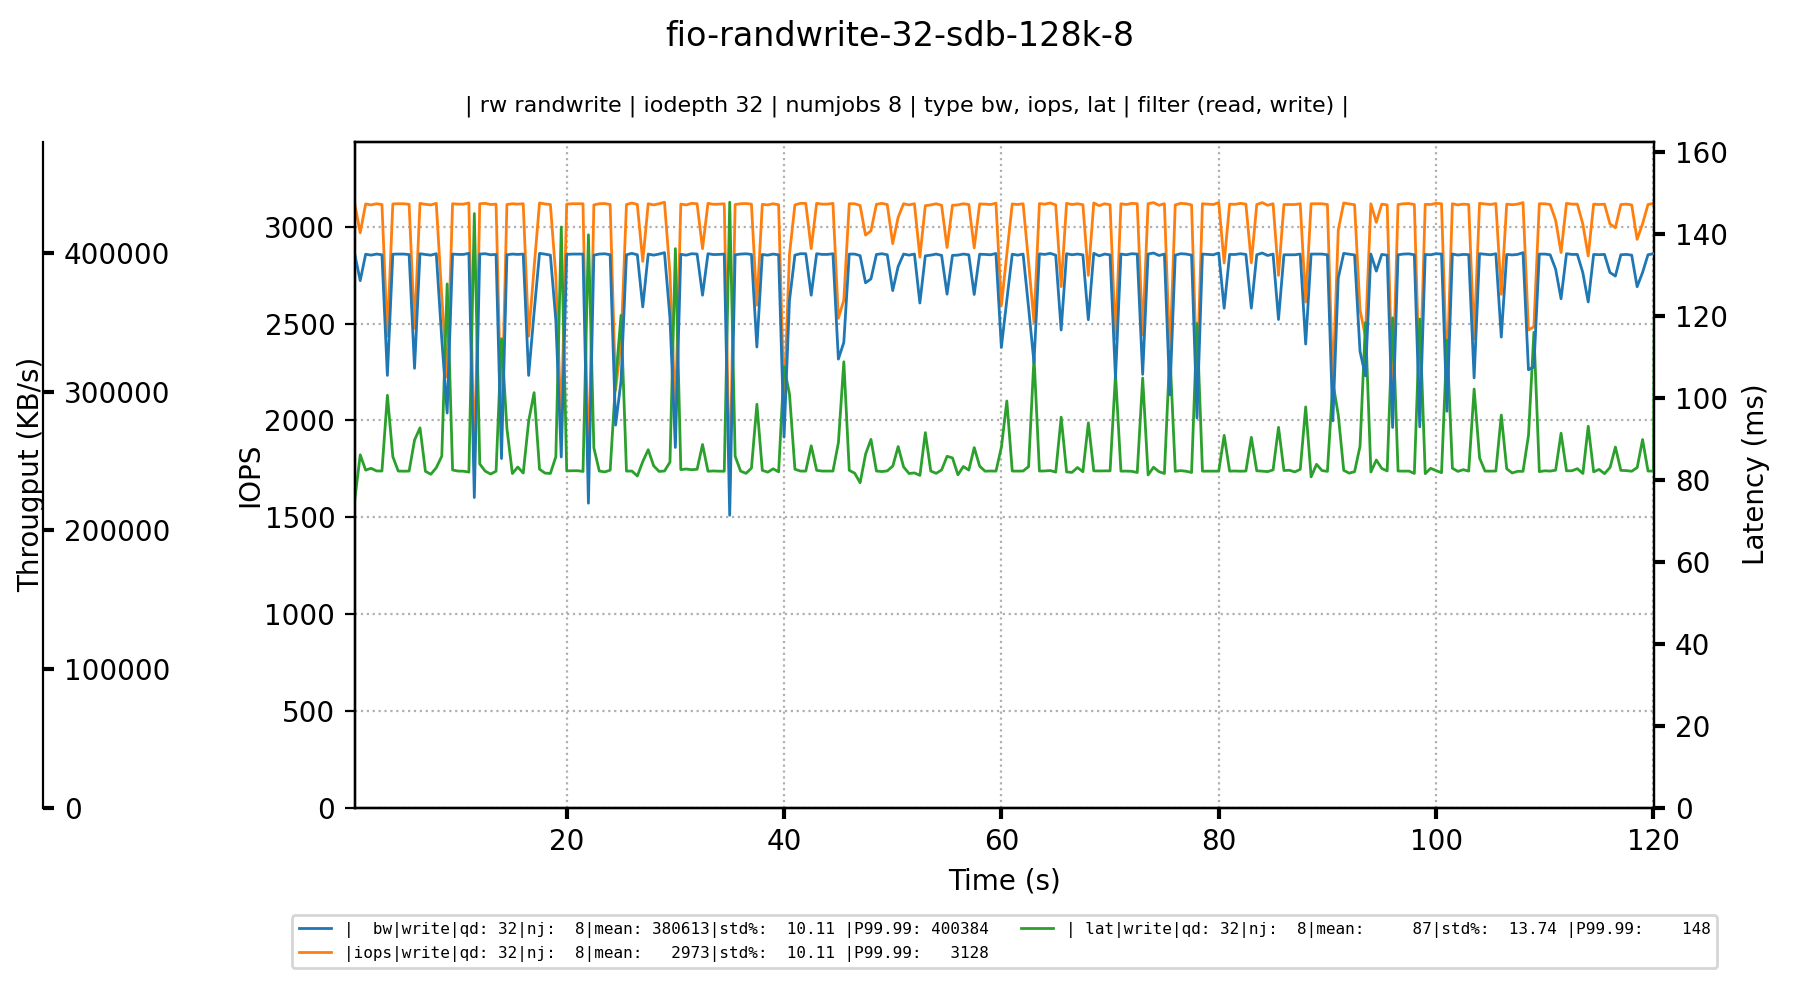 fio-randwrite-32-sdb-128k-8
| rw randwrite | iodepth 32 | numjobs 8 | type bw, iops, lat | filter (read, write) |
Througput (KB/s)
400000
300000
200000
100000
0
IOPS
3000
2500
2000
1500
1000
500
0
160
140
120
100
80
60
40
20
0
Latency (ms)
20 40 60 80 100 120
Time (s)
|  bw|write|qd: 32|nj:  8|mean: 380613|std%:  10.11 |P99.99: 400384
|iops|write|qd: 32|nj:  8|mean:   2973|std%:  10.11 |P99.99:   3128
| lat|write|qd: 32|nj:  8|mean:     87|std%:  13.74 |P99.99:    148